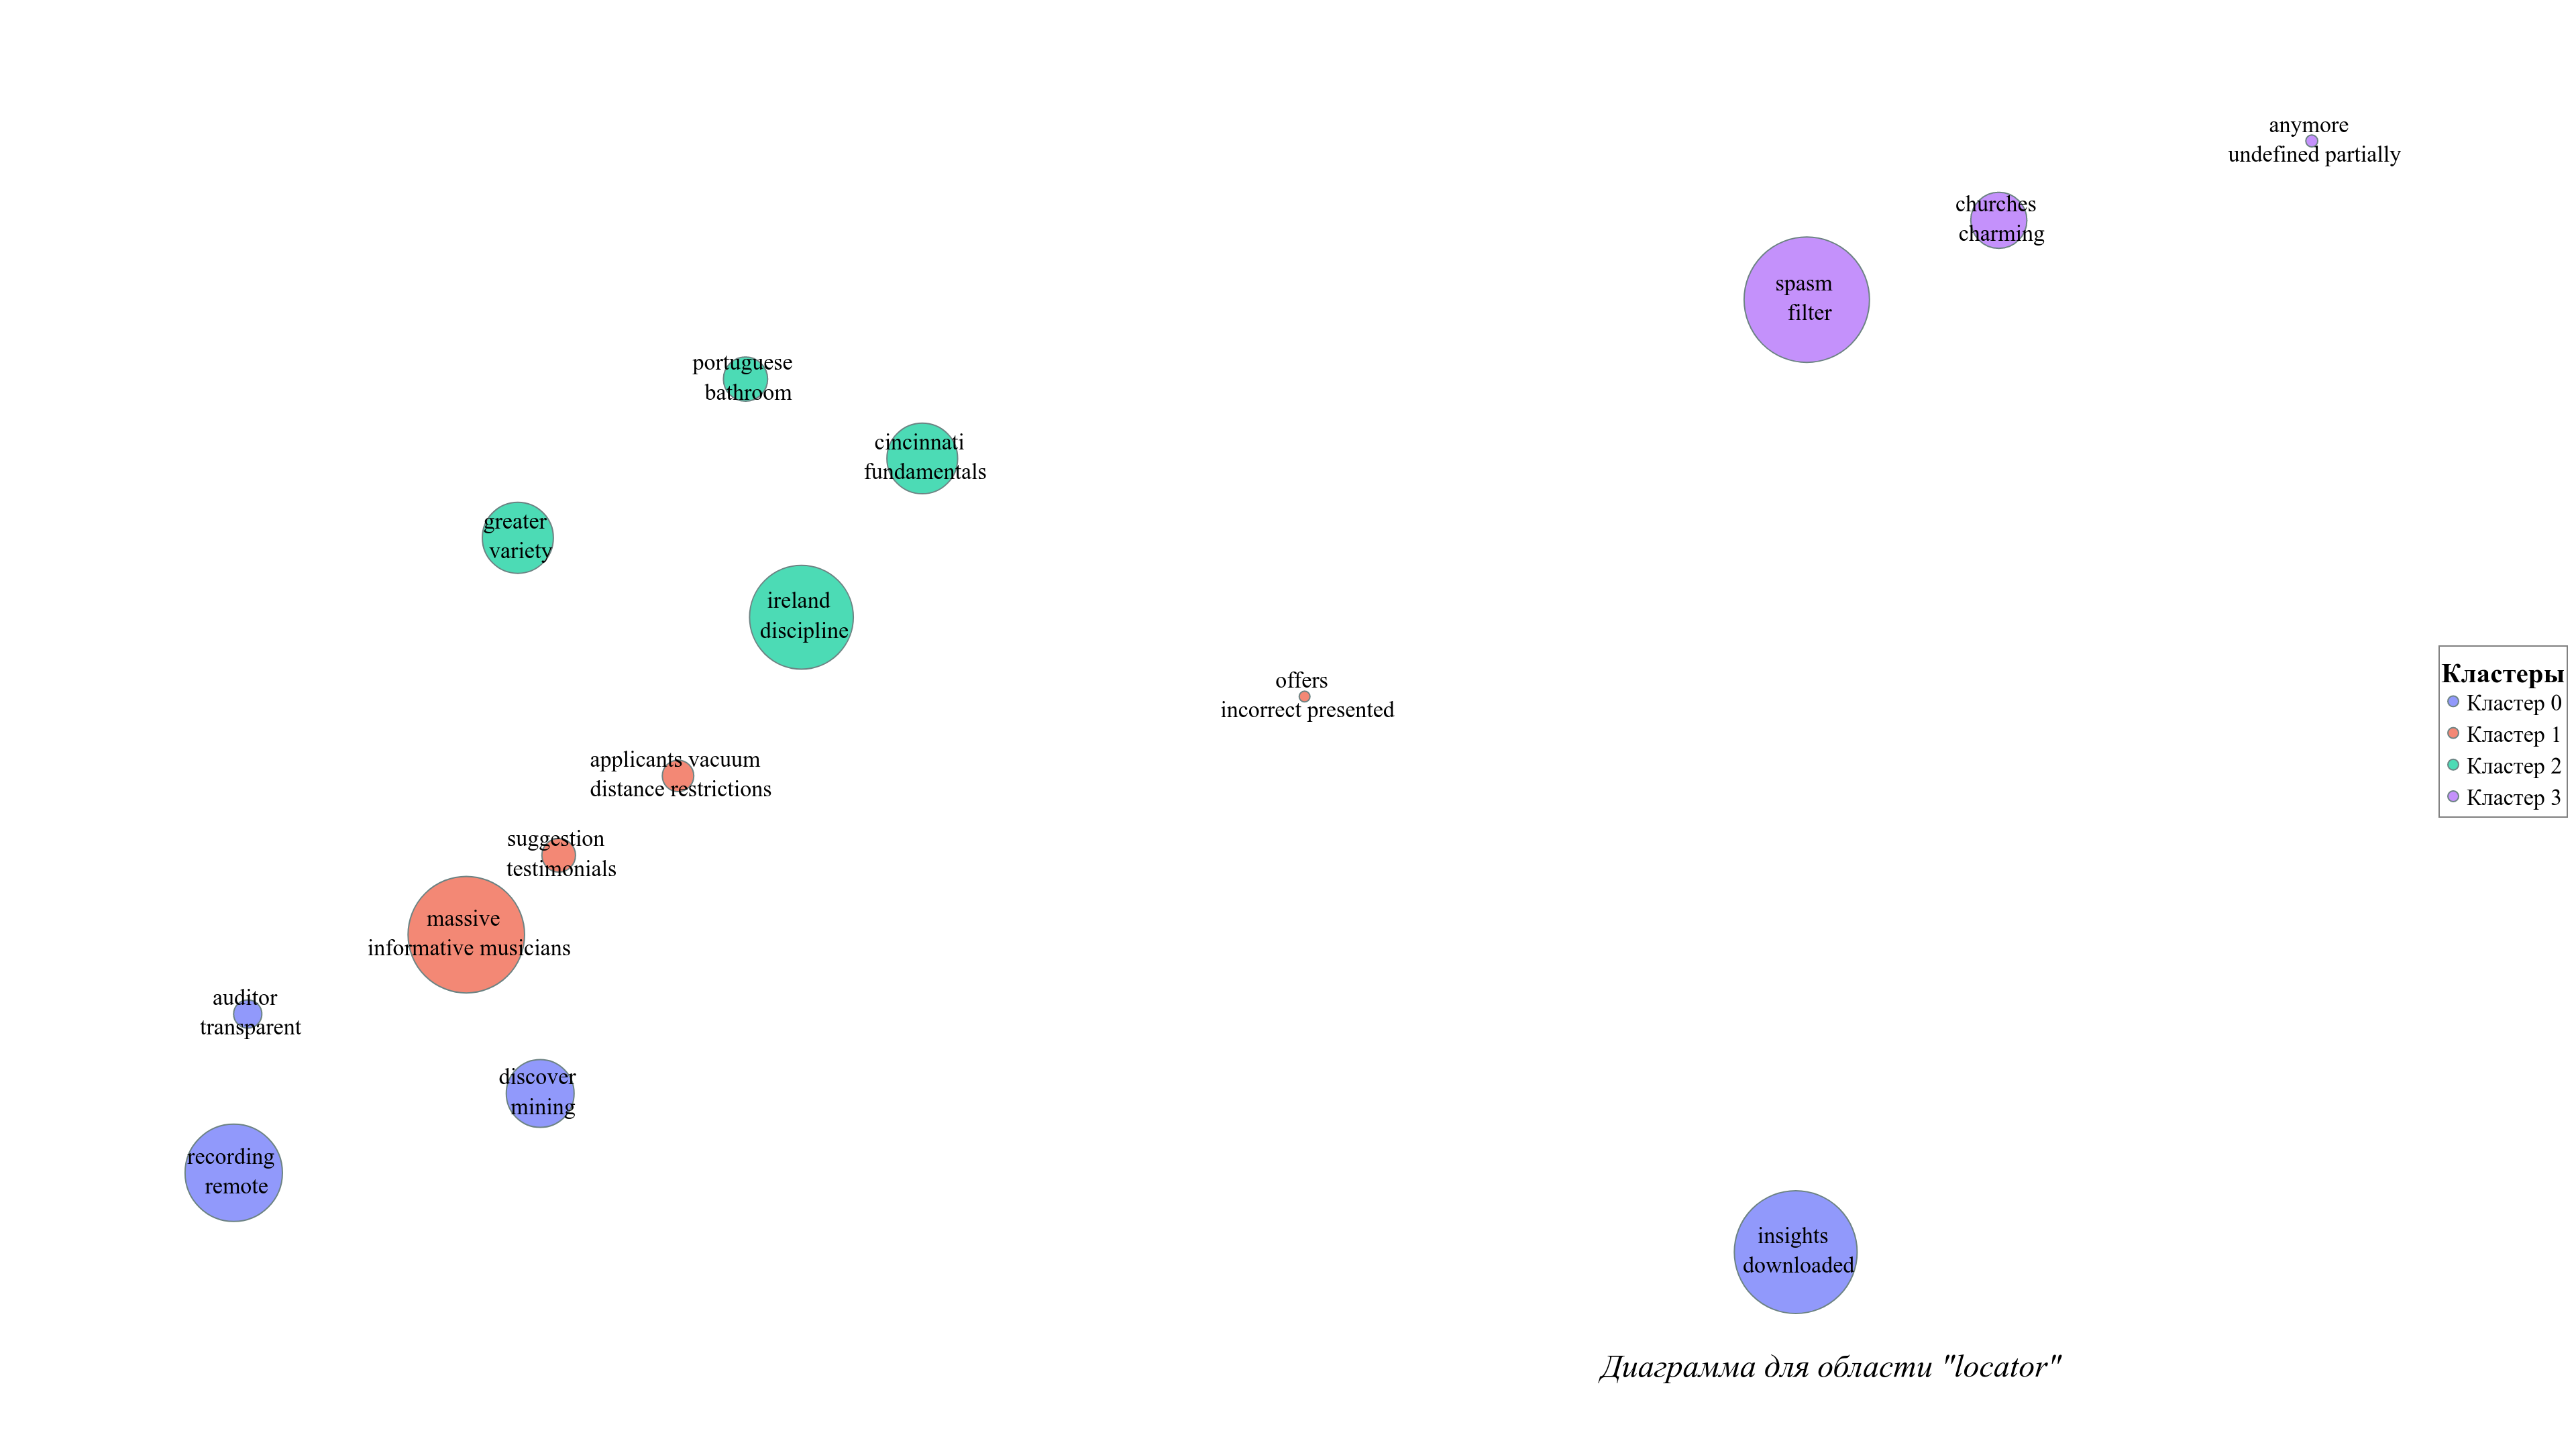 anymore
undefined partially
churches
charming
spasm
filter
portuguese
bathroom
cincinnati
fundamentals
greater
variety
ireland
discipline
offers
incorrect presented
applicants vacuum
distance restrictions
suggestion
testimonials
massive
informative musicians
auditor
transparent
discover
mining
recording
remote
insights
downloaded
Кластеры
Кластер 0
Кластер 1
Кластер 2
Кластер 3
Диаграмма для области "locator"